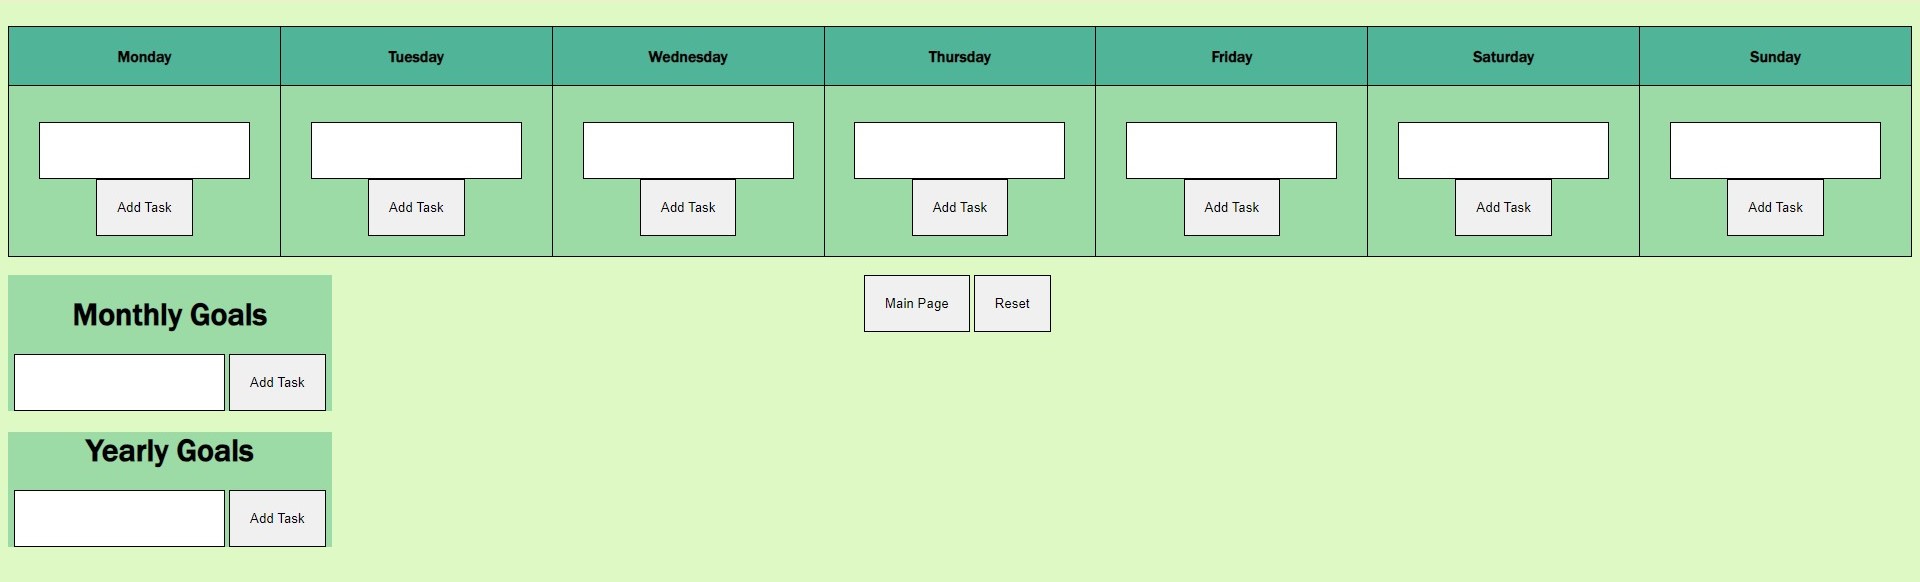 Monday Tuesday Wednesday Thursday Friday Saturday Sunday
Add Task Add Task Add Task Add Task Add Task Add Task Add Task
Main Page Reset
Monthly Goals
Add Task
Yearly Goals
Add Task